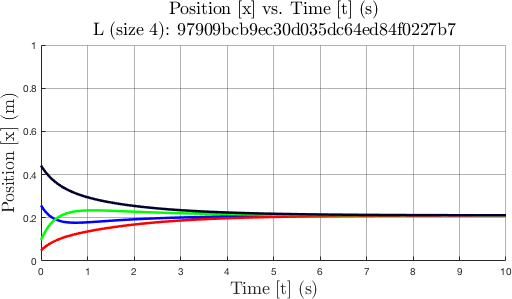 Position [x] vs. Time [t] (s)
L (size 4): 97909bcb9ec30d035dc64ed84f0227b7
Position [x] (m)
1
0.8
0.6
0.4
0.2
0
0 1 2 3 4 5 6 7 8 9 10
Time [t] (s)